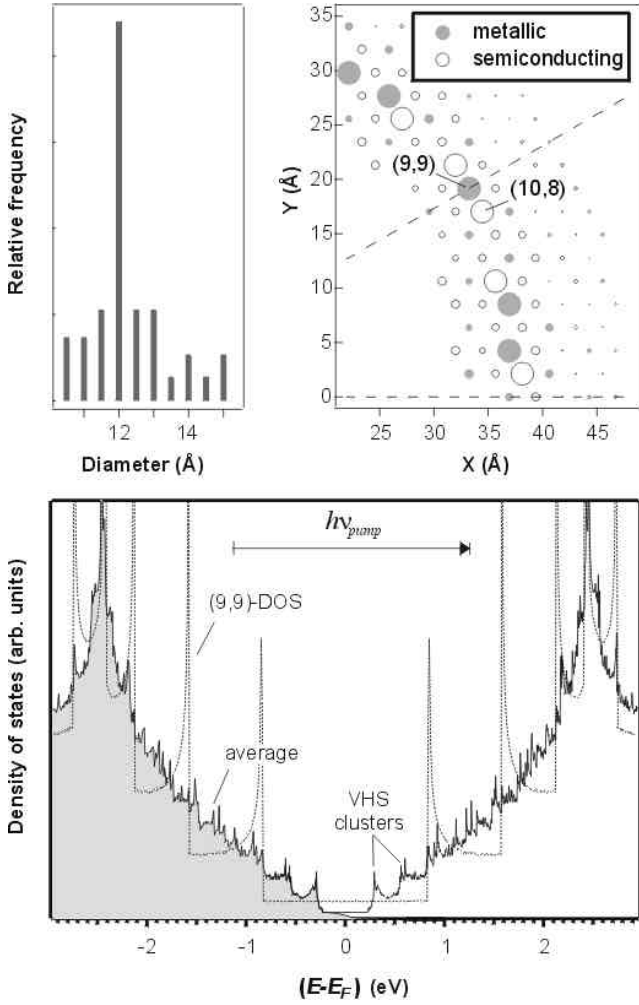 Relative frequency
12
14
Diameter (Å)
Y (Å)
35
30
25
20
15
10
5
0
metallic
semiconducting
(9,9)
(10,8)
25
30
35
40
45
X (Å)
Density of states (arb. units)
hν pump
(9,9)-DOS
average
VHS
clusters
-2
-1
0
1
2
(E-E_F) (eV)